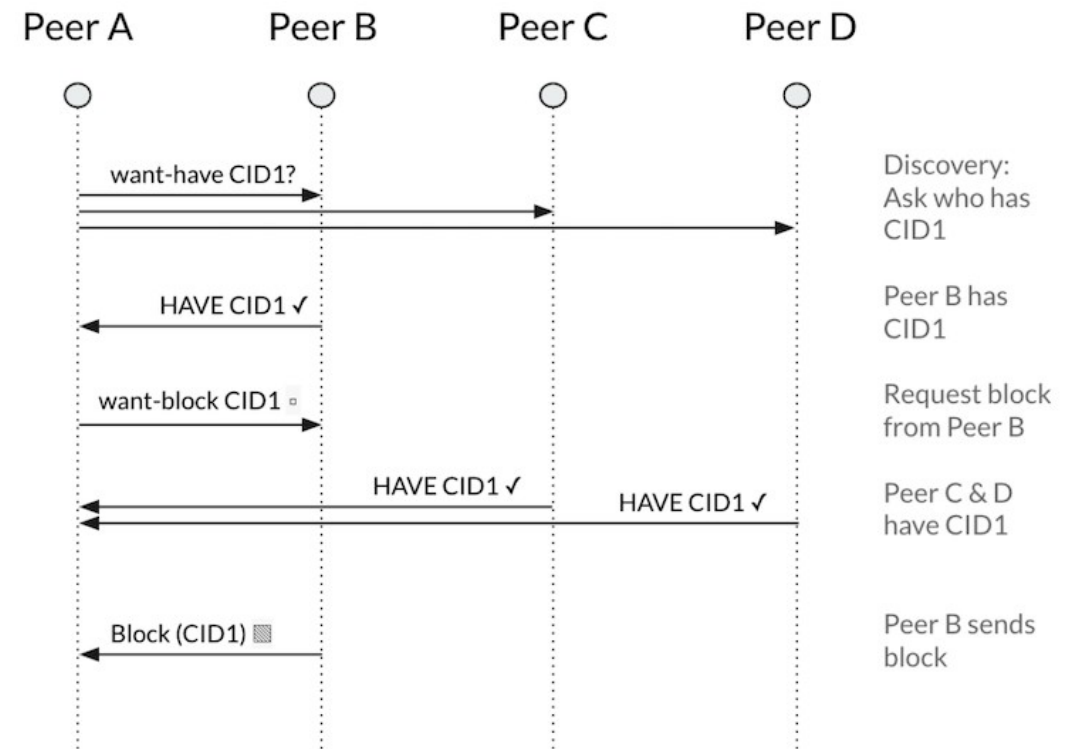 Peer A Peer B Peer C Peer D
want-have CID1?
Discovery:
Ask who has
CID1
HAVE CID1 ✓
Peer B has
CID1
want-block CID1
Request block
from Peer B
HAVE CID1 ✓
HAVE CID1 ✓
Peer C & D
have CID1
Block (CID1)
Peer B sends
block